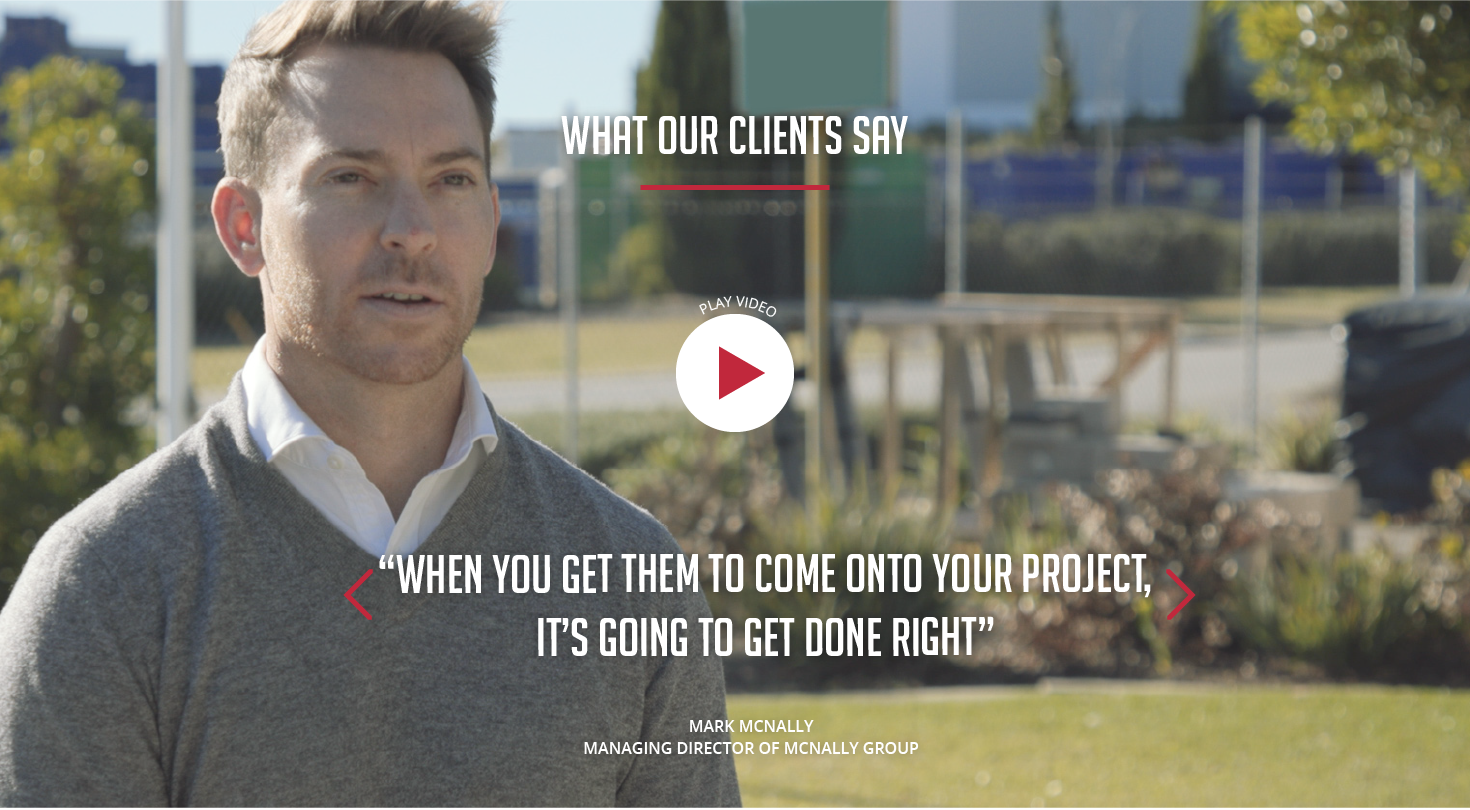 WHAT OUR CLIENTS SAY
PLAY VIDEO
“WHEN YOU GET THEM TO COME ONTO YOUR PROJECT,
IT’S GOING TO GET DONE RIGHT”
MARK MCNALLY
MANAGING DIRECTOR OF MCNALLY GROUP